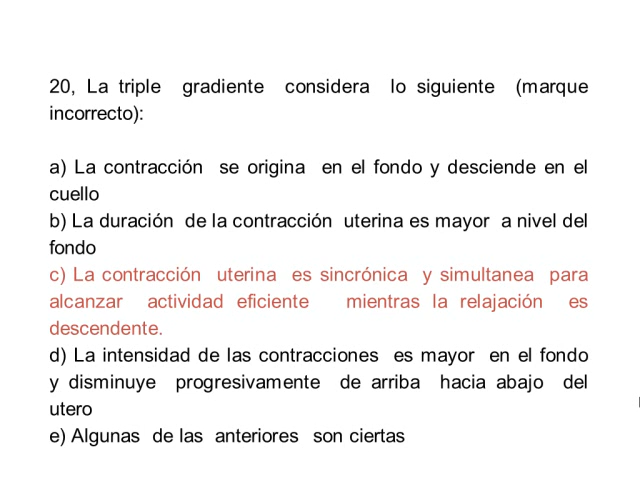 20, La triple gradiente considera lo siguiente (marque
incorrecto):
a) La contracción se origina en el fondo y desciende en el
cuello
b) La duración de la contracción uterina es mayor a nivel del
fondo
c) La contracción uterina es sincrónica y simultanea para
alcanzar actividad eficiente mientras la relajación es
descendente.
d) La intensidad de las contracciones es mayor en el fondo
y disminuye progresivamente de arriba hacia abajo del
utero
e) Algunas de las anteriores son ciertas